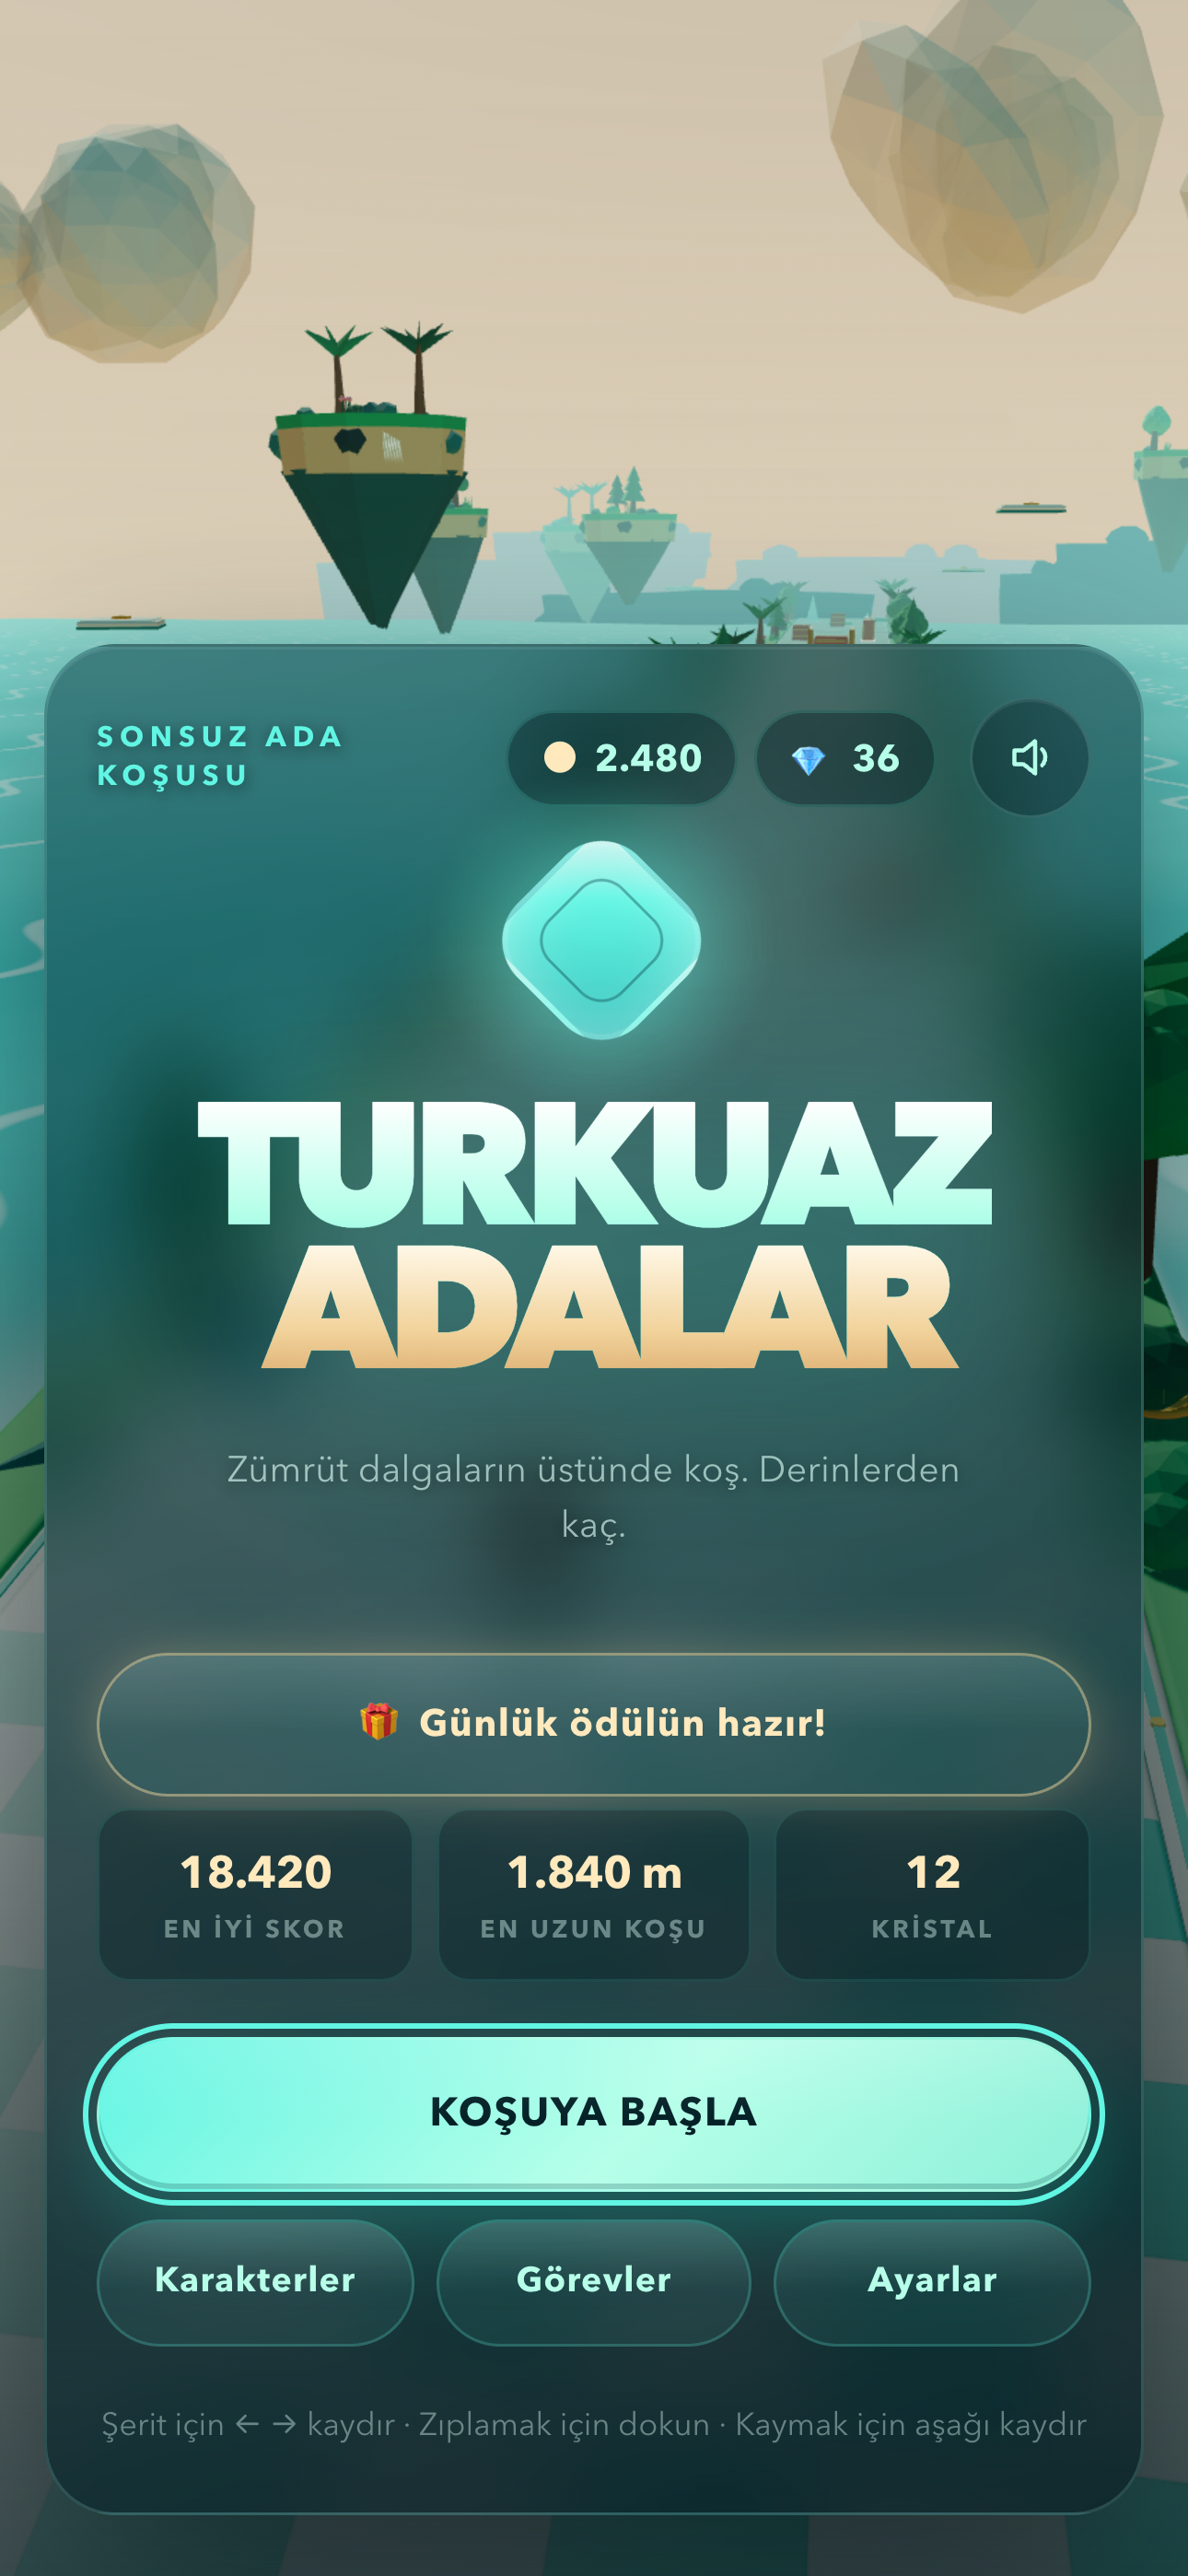 SONSUZ ADA
KOŞUSU
2.480
36
TURKUAZ
ADALAR
Zümrüt dalgaların üstünde koş. Derinlerden
kaç.
Günlük ödülün hazır!
18.420
EN İYİ SKOR
1.840 m
EN UZUN KOŞU
12
KRİSTAL
KOŞUYA BAŞLA
Karakterler
Görevler
Ayarlar
Şerit için ← → kaydır · Zıplamak için dokun · Kaymak için aşağı kaydır